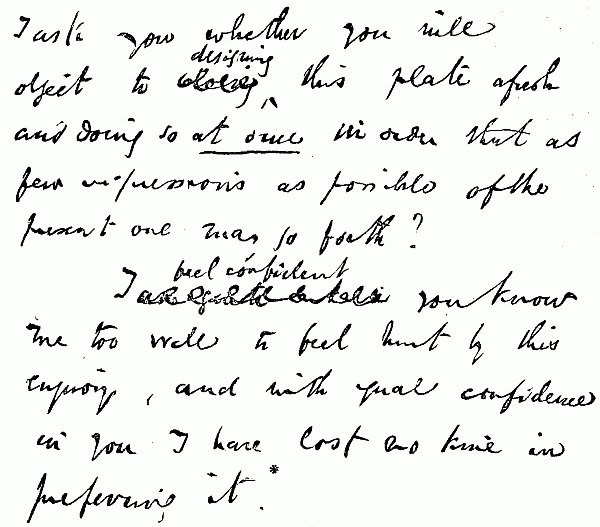 I ask you whether you will
designing
object to doing this plate afresh
and doing so at once in order that as
few impressions as possible of the
present one may go forth?
feel confident
I you know
me too well to feel hurt by this
enquiry, and with equal confidence
in you I have lost no time in
preferring it.*